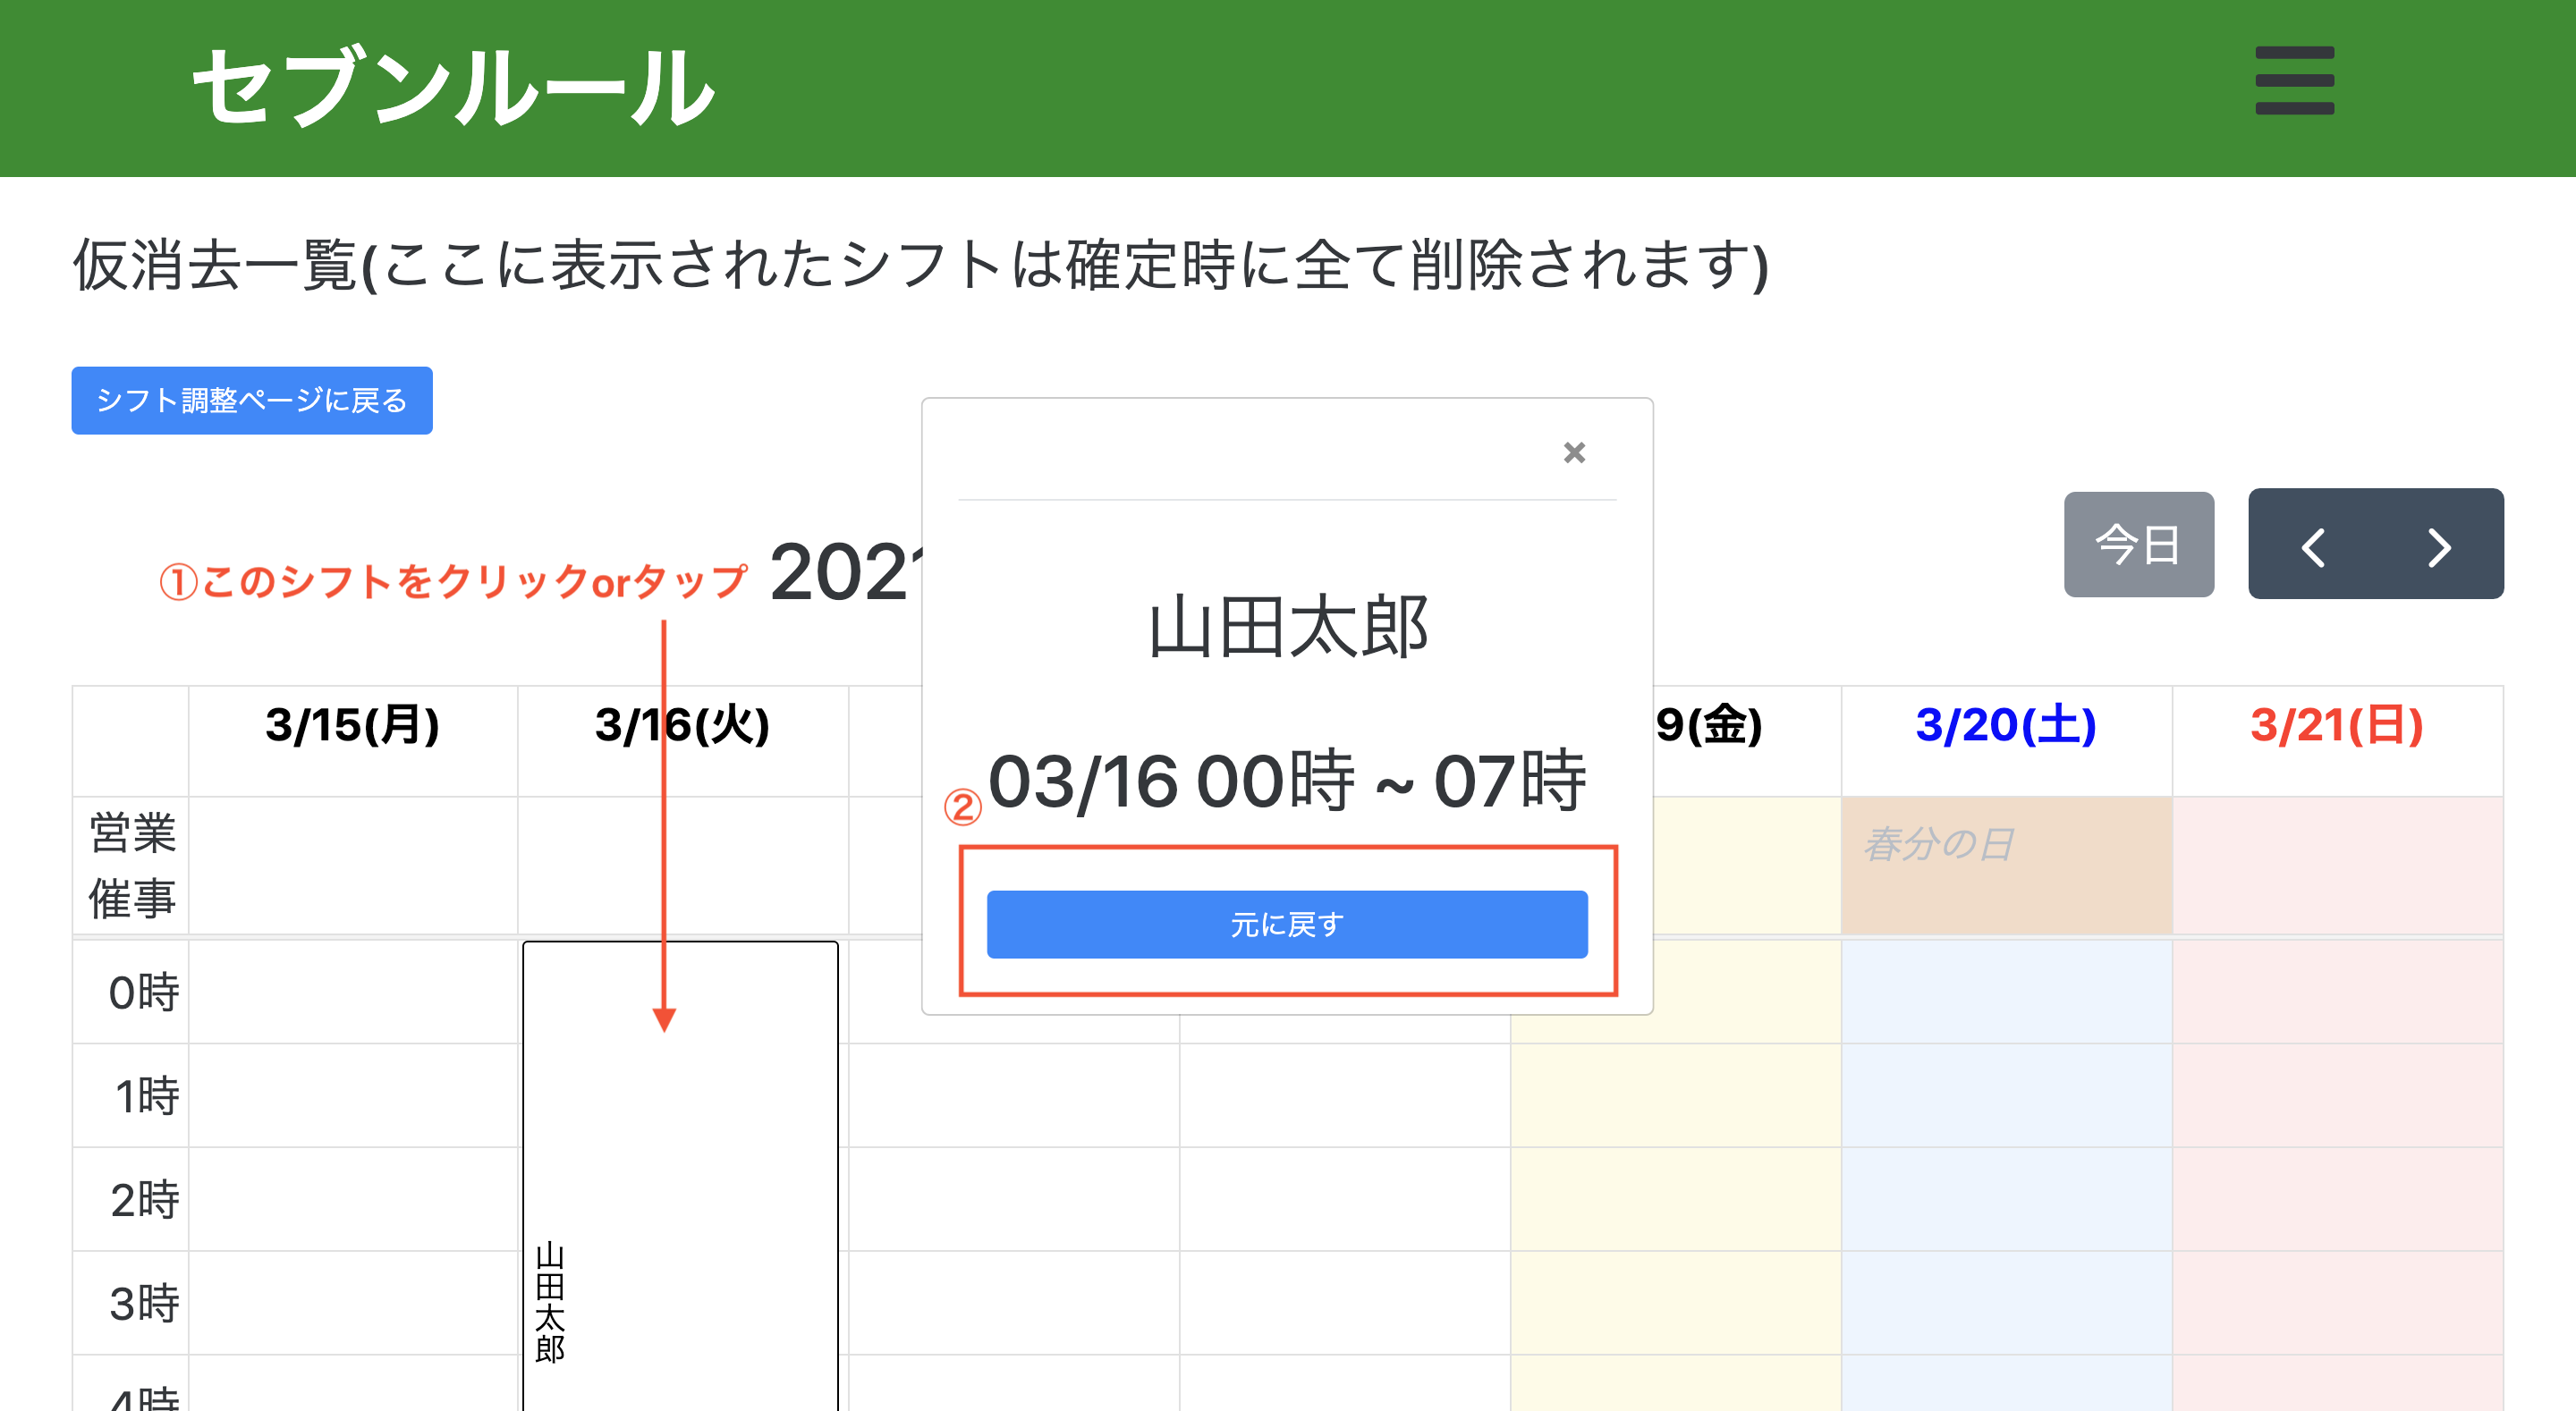 セブンルール
仮消去一覧(ここに表示されたシフトは確定時に全て削除されます)
シフト調整ページに戻る
×
今日
①このシフトをクリックorタップ
2021
山田太郎
03/16 00時 ~ 07時
②
元に戻す
3/15(月) 3/16(火) 9(金) 3/20(土) 3/21(日)
営業
催事
春分の日
0時
1時
2時
3時
4時
山田太郎